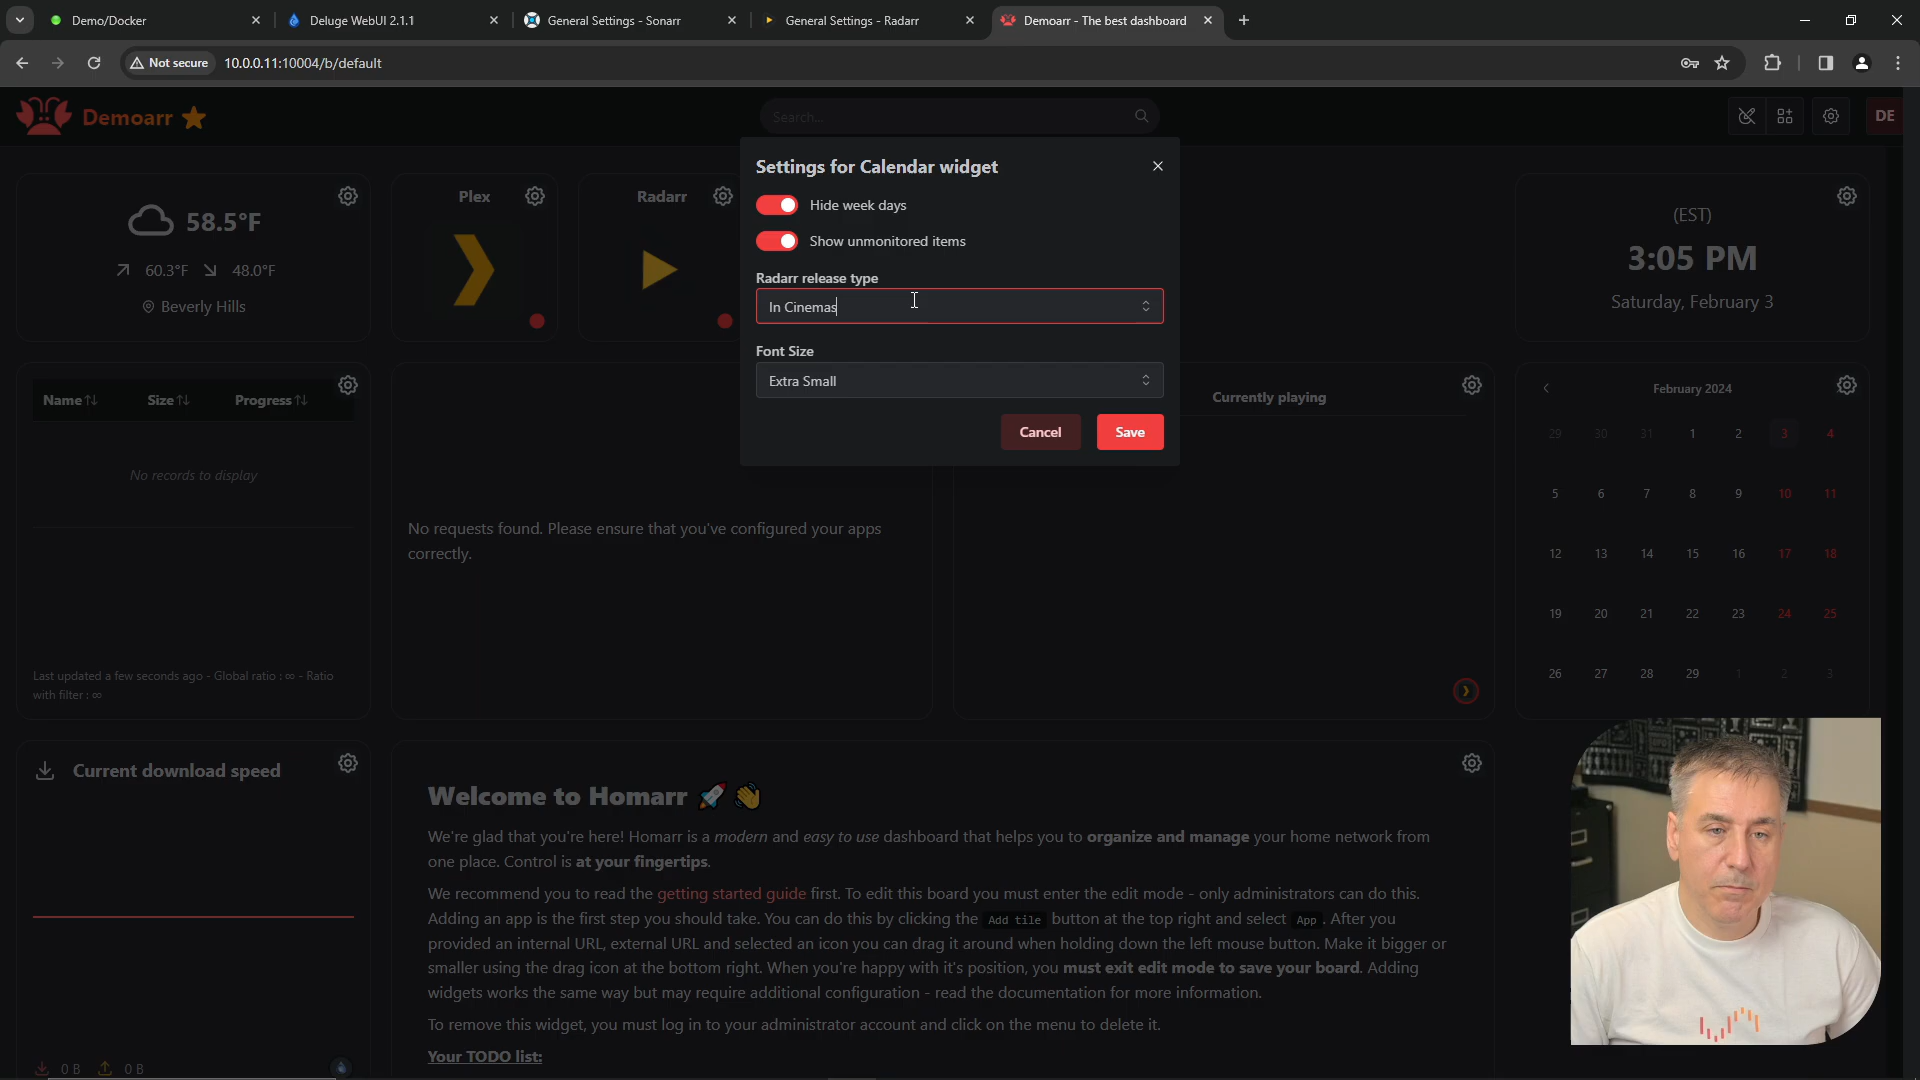 Demo/Docker
Deluge WebUI 2.1.1
General Settings - Sonarr
General Settings - Radarr
Demoarr - The best dashboard
Not secure
10.0.0.11:10004/b/default
Demoarr
Search...
DE
58.5°F
60.3°F
48.0°F
Beverly Hills
Plex
Radarr
Settings for Calendar widget
Hide week days
Show unmonitored items
Radarr release type
In Cinemas
Font Size
Extra Small
Cancel
Save
(EST)
3:05 PM
Saturday, February 3
Name
Size
Progress
No records to display
Last updated a few seconds ago - Global ratio : ∞ - Ratio
with filter : ∞
No requests found. Please ensure that you've configured your apps
correctly.
Currently playing
February 2024
29 30 31 1 2 3 4
5 6 7 8 9 10 11
12 13 14 15 16 17 18
19 20 21 22 23 24 25
26 27 28 29 1 2 3
Current download speed
0 B
0 B
Welcome to Homarr 🚀 👋
We're glad that you're here! Homarr is a modern and easy to use dashboard that helps you to organize and manage your home network from
one place. Control is at your fingertips.
We recommend you to read the getting started guide first. To edit this board you must enter the edit mode - only administrators can do this.
Adding an app is the first step you should take. You can do this by clicking the Add tile button at the top right and select App. After you
provided an internal URL, external URL and selected an icon you can drag it around when holding down the left mouse button. Make it bigger or
smaller using the drag icon at the bottom right. When you're happy with it's position, you must exit edit mode to save your board. Adding
widgets works the same way but may require additional configuration - read the documentation for more information.
To remove this widget, you must log in to your administrator account and click on the menu to delete it.
Your TODO list: